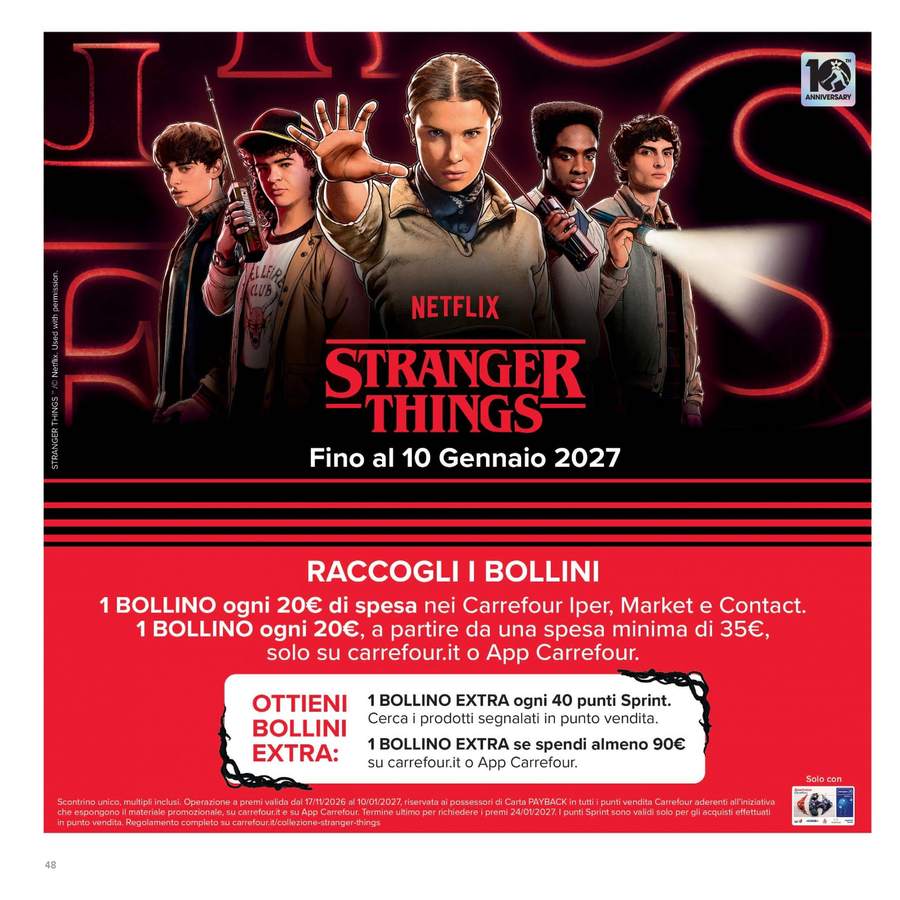 10TH
ANNIVERSARY
HELLFIRE
CLUB
STRANGER THINGS ™/© Netflix. Used with permission.
NETFLIX
STRANGER
THINGS
Fino al 10 Gennaio 2027
RACCOGLI I BOLLINI
1 BOLLINO ogni 20€ di spesa nei Carrefour Iper, Market e Contact.
1 BOLLINO ogni 20€, a partire da una spesa minima di 35€,
solo su carrefour.it o App Carrefour.
OTTIENI
BOLLINI
EXTRA:
1 BOLLINO EXTRA ogni 40 punti Sprint.
Cerca i prodotti segnalati in punto vendita.
1 BOLLINO EXTRA se spendi almeno 90€
su carrefour.it o App Carrefour.
Solo con
Scontrino unico, multipli inclusi. Operazione a premi valida dal 17/11/2026 al 10/01/2027, riservata ai possessori di Carta PAYBACK in tutti i punti vendita Carrefour aderenti all'iniziativa
che espongono il materiale promozionale, su carrefour.it e su App Carrefour. Termine ultimo per richiedere i premi 24/01/2027. I punti Sprint sono validi solo per gli acquisti effettuati
in punto vendita. Regolamento completo su carrefour.it/collezione-stranger-things
48